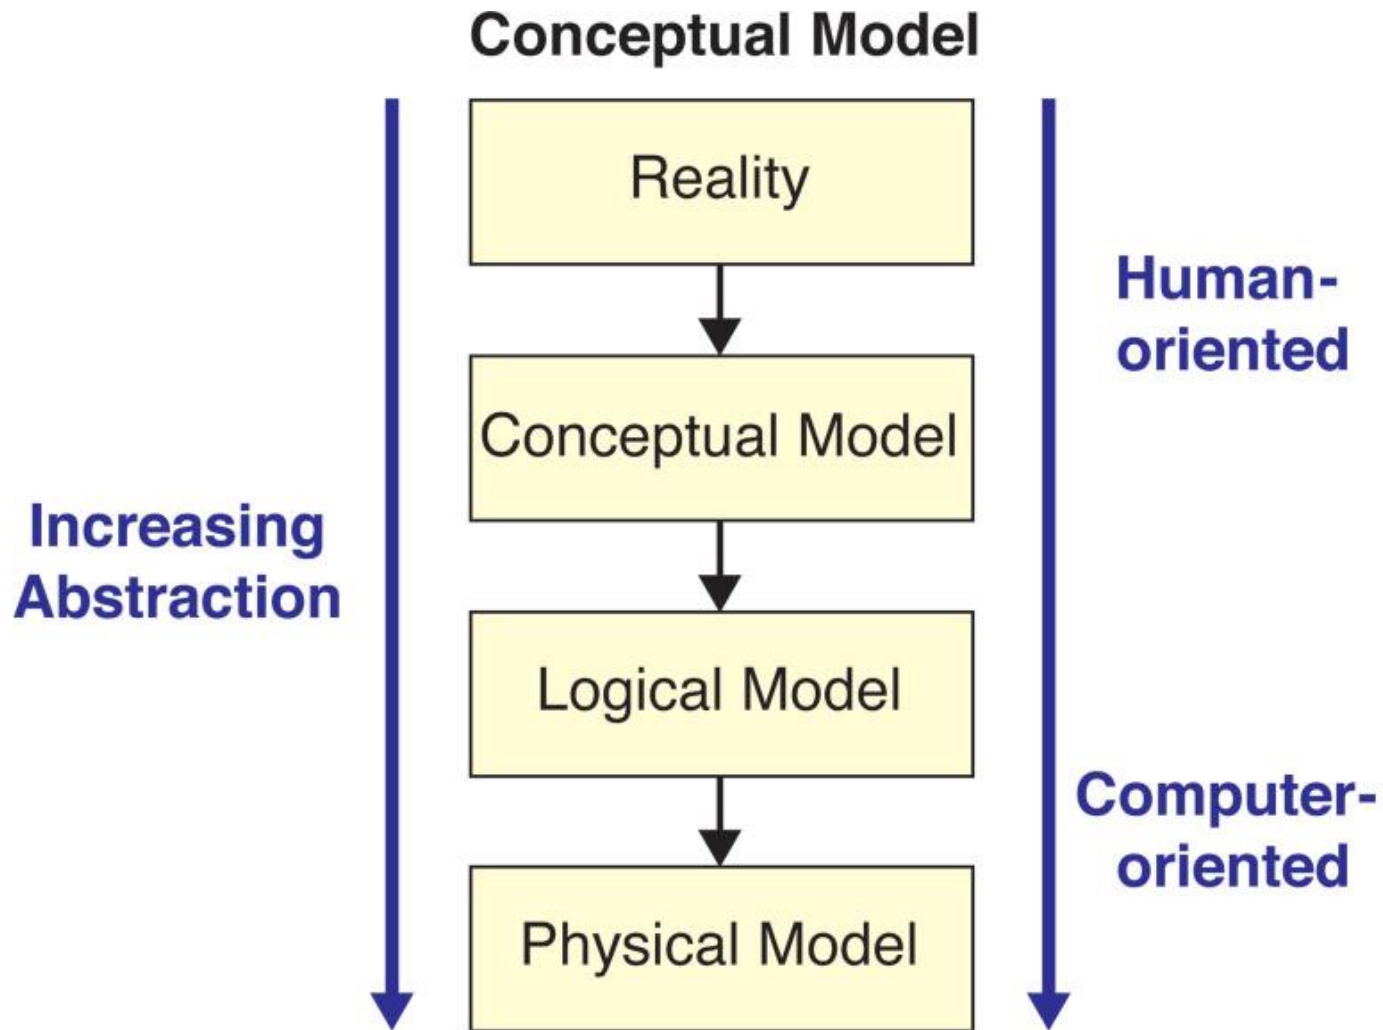 Conceptual Model
Reality
Human-
oriented
Conceptual Model
Increasing
Abstraction
Logical Model
Computer-
oriented
Physical Model